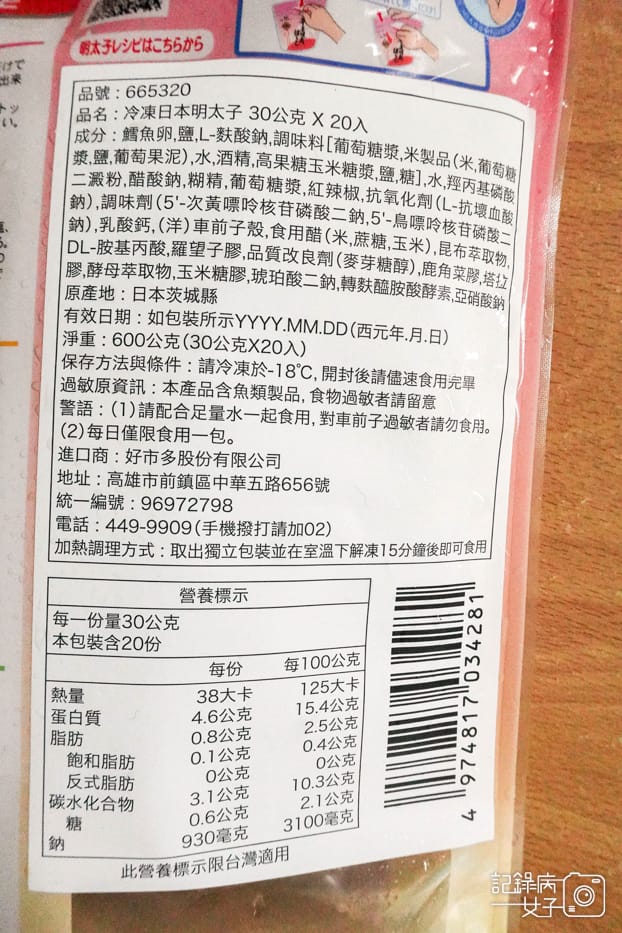 明太子レシピはこちらから
品號：665320
品名：冷凍日本明太子 30公克 X 20入
成分：鱈魚卵,鹽,L-麩酸鈉,調味料[葡萄糖漿,米製品(米,葡萄糖
漿,鹽,葡萄果泥),水,酒精,高果糖玉米糖漿,鹽,糖],水,羥丙基磷酸
二澱粉,醋酸鈉,糊精,葡萄糖漿,紅辣椒,抗氧化劑(L-抗壞血酸
鈉),調味劑(5'-次黃嘌呤核苷磷酸二鈉,5'-鳥嘌呤核苷磷酸二
鈉),乳酸鈣,(洋)車前子殼,食用醋(米,蔗糖,玉米),昆布萃取物,
DL-胺基丙酸,羅望子膠,品質改良劑(麥芽糖醇),鹿角菜膠,塔拉
膠,酵母萃取物,玉米糖膠,琥珀酸二鈉,轉麩醯胺酸酵素,亞硝酸鈉
原產地：日本茨城縣
有效日期：如包裝所示YYYY.MM.DD(西元年.月.日)
淨重：600公克(30公克X20入)
保存方法與條件：請冷凍於-18℃,開封後請儘速食用完畢
過敏原資訊：本產品含魚類製品,食物過敏者請留意
警語：(1)請配合足量水一起食用,對車前子過敏者請勿食用。
(2)每日僅限食用一包。
進口商：好市多股份有限公司
地址：高雄市前鎮區中華五路656號
統一編號：96972798
電話：449-9909(手機撥打請加02)
加熱調理方式：取出獨立包裝並在室溫下解凍15分鐘後即可食用
營養標示
每一份量30公克
本包裝含20份
每份 每100公克
熱量 38大卡 125大卡
蛋白質 4.6公克 15.4公克
脂肪 0.8公克 2.5公克
飽和脂肪 0.1公克 0.4公克
反式脂肪 0公克 0公克
碳水化合物 3.1公克 10.3公克
糖 0.6公克 2.1公克
鈉 930毫克 3100毫克
此營養標示限台灣適用
4 974817 034281
記錄病
女子